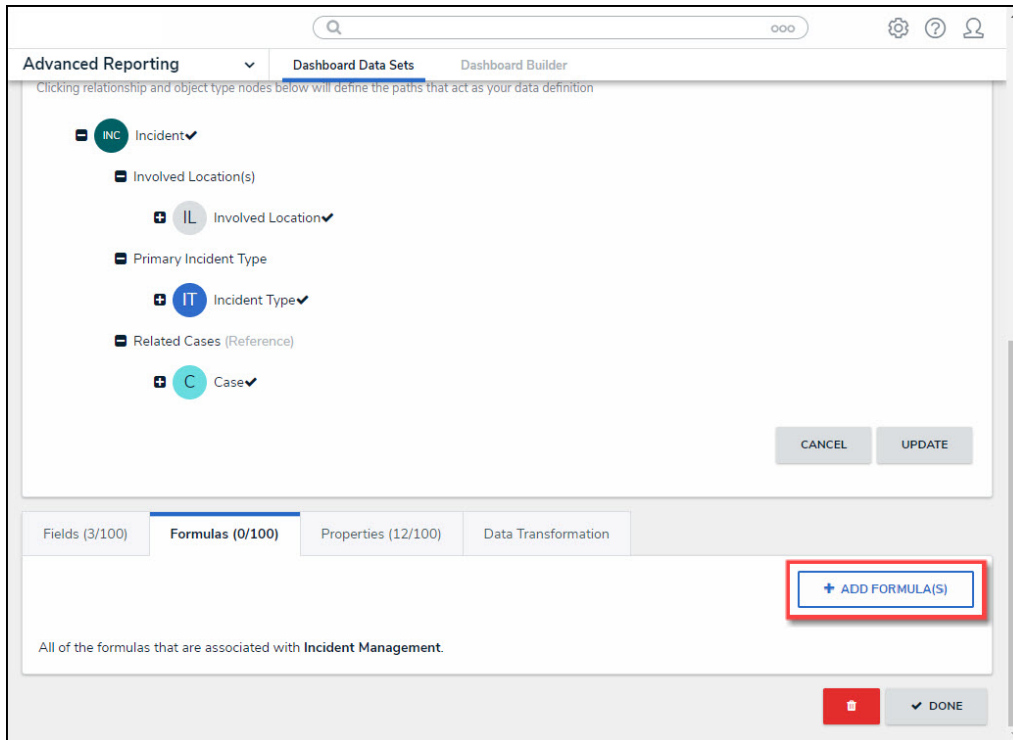 ooo
Advanced Reporting
Dashboard Data Sets
Dashboard Builder
Clicking relationship and object type nodes below will define the paths that act as your data definition
INC Incident
Involved Location(s)
IL Involved Location
Primary Incident Type
IT Incident Type
Related Cases (Reference)
C Case
CANCEL
UPDATE
Fields (3/100)
Formulas (0/100)
Properties (12/100)
Data Transformation
+ ADD FORMULA(S)
All of the formulas that are associated with Incident Management.
DONE